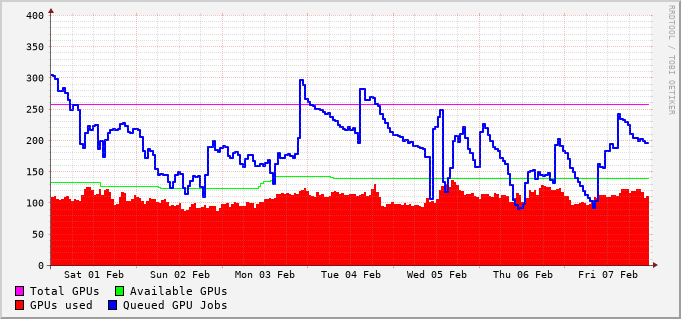 400
350
300
250
200
150
100
50
0
Sat 01 Feb Sun 02 Feb Mon 03 Feb Tue 04 Feb Wed 05 Feb Thu 06 Feb Fri 07 Feb
Total GPUs Available GPUs
GPUs used Queued GPU Jobs
RRDTOOL / TOBI OETIKER